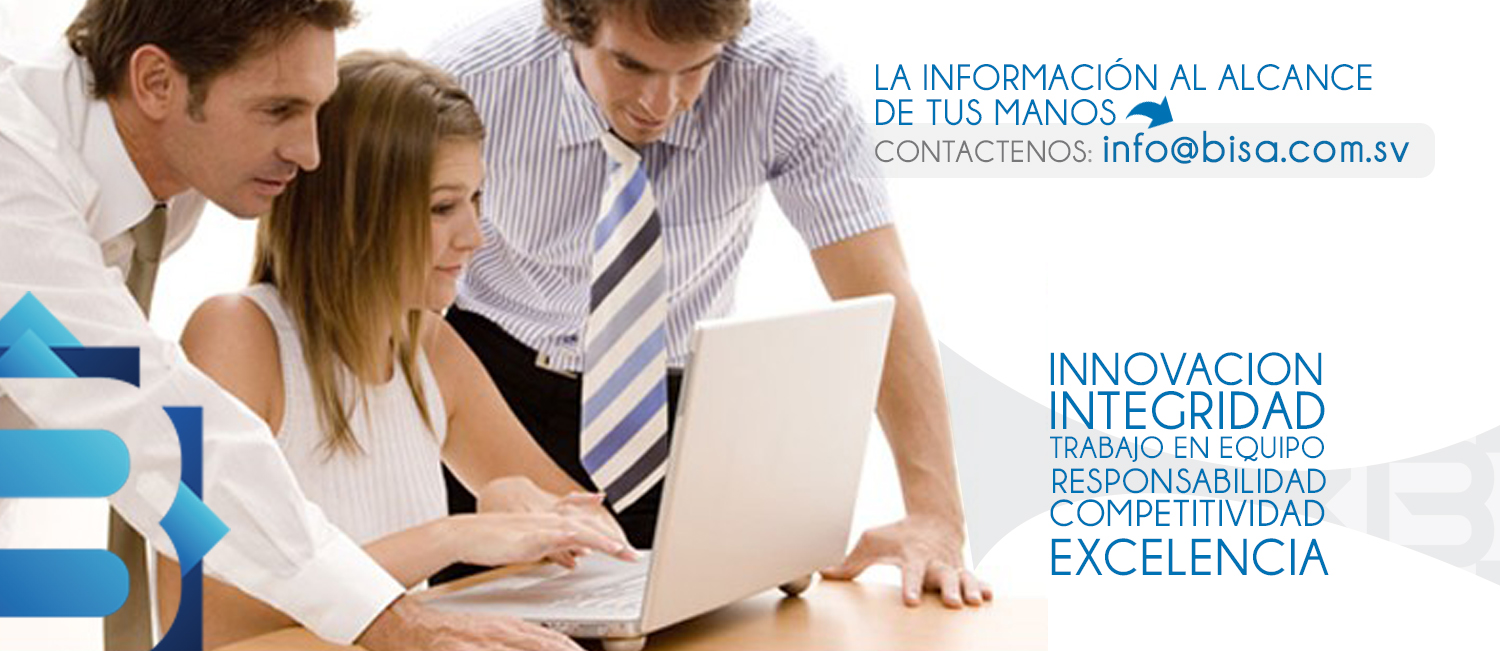 LA INFORMACIÓN AL ALCANCE
DE TUS MANOS
CONTACTENOS: info@bisa.com.sv
INNOVACION
INTEGRIDAD
TRABAJO EN EQUIPO
RESPONSABILIDAD
COMPETITIVIDAD
EXCELENCIA